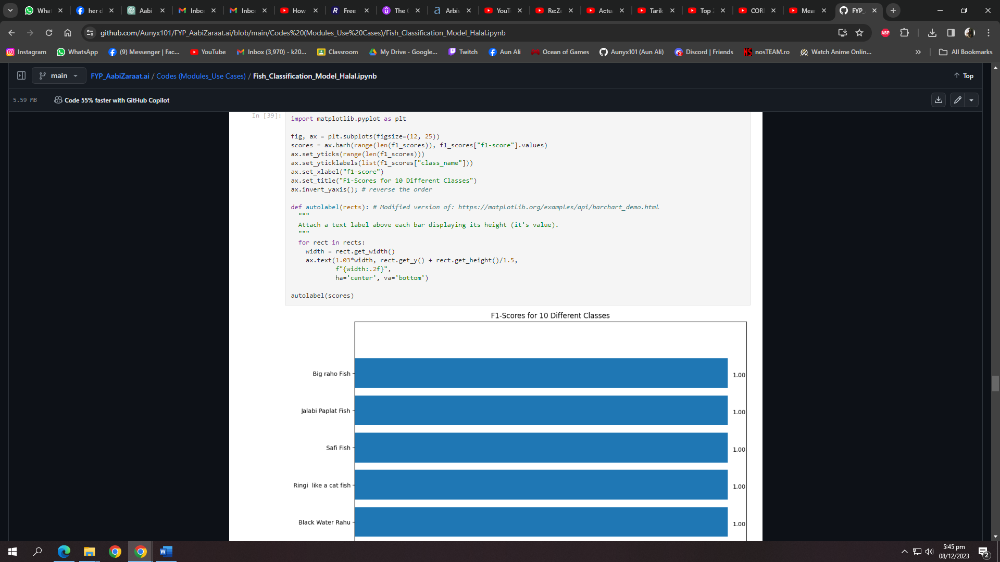 What
her d
Aabi
Inbo
Inbo
How
Free
The
Arbis
YouT
Re:Ze
Actu
Tarik
Top
COR
Mear
FYP_
github.com/Aunyx101/FYP_AabiZaraat.ai/blob/main/Codes%20(Modules_Use%20Cases)/Fish_Classification_Model_Halal.ipynb
ABP
Instagram
WhatsApp
(9) Messenger | Fac...
YouTube
Inbox (3,970) - k20...
Classroom
My Drive - Google...
Twitch
Aun Ali
Ocean of Games
Aunyx101 (Aun Ali)
Discord | Friends
nosTEAM.ro
Watch Anime Onlin...
All Bookmarks
main
FYP_AabiZaraat.ai / Codes (Modules_Use Cases) / Fish_Classification_Model_Halal.ipynb
Top
5.59 MB
Code 55% faster with GitHub Copilot
In [39]:
import matplotlib.pyplot as plt
fig, ax = plt.subplots(figsize=(12, 25))
scores = ax.barh(range(len(f1_scores)), f1_scores["f1-score"].values)
ax.set_yticks(range(len(f1_scores)))
ax.set_yticklabels(list(f1_scores["class_name"]))
ax.set_xlabel("f1-score")
ax.set_title("F1-Scores for 10 Different Classes")
ax.invert_yaxis(); # reverse the order
def autolabel(rects): # Modified version of: https://matplotlib.org/examples/api/barchart_demo.html
"""
Attach a text label above each bar displaying its height (it's value).
"""
for rect in rects:
width = rect.get_width()
ax.text(1.03*width, rect.get_y() + rect.get_height()/1.5,
f"{width:.2f}",
ha='center', va='bottom')
autolabel(scores)
F1-Scores for 10 Different Classes
Big raho Fish
1.00
Jalabi Paplat Fish
1.00
Safi Fish
1.00
Ringi  like a cat fish
1.00
Black Water Rahu
1.00
5:45 pm
08/12/2023
2